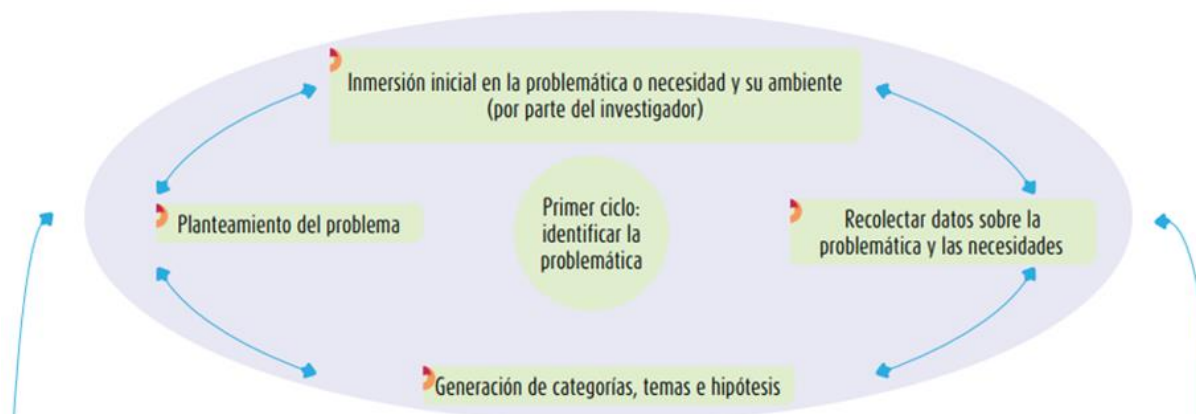 Inmersión inicial en la problemática o necesidad y su ambiente
(por parte del investigador)
Planteamiento del problema
Primer ciclo:
identificar la
problemática
Recolectar datos sobre la
problemática y las necesidades
Generación de categorías, temas e hipótesis